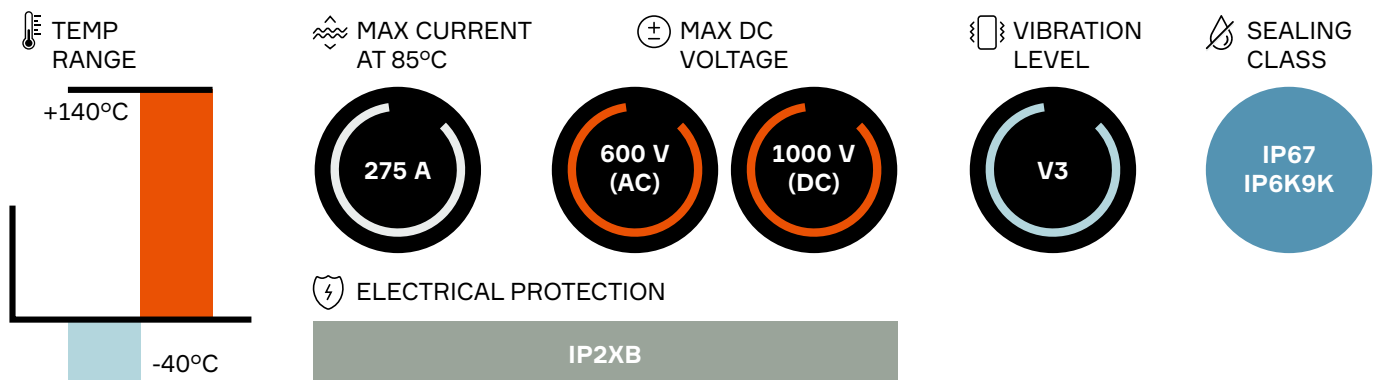 TEMP
RANGE
+140°C
-40°C
MAX CURRENT
AT 85ºC
275 A
MAX DC
VOLTAGE
600 V
(AC)
1000 V
(DC)
VIBRATION
LEVEL
V3
SEALING
CLASS
IP67
IP6K9K
ELECTRICAL PROTECTION
IP2XB